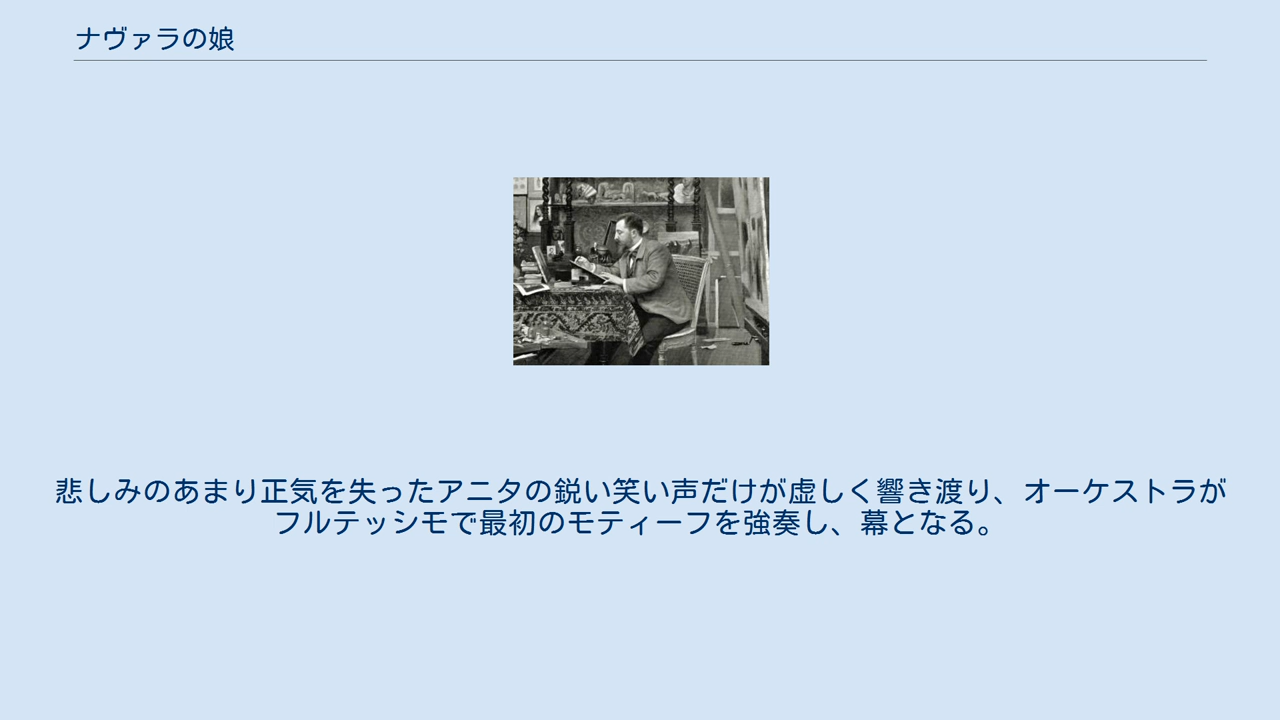 ナヴァラの娘
悲しみのあまり正気を失ったアニタの鋭い笑い声だけが虚しく響き渡り、オーケストラが
フルテッシモで最初のモティーフを強奏し、幕となる。